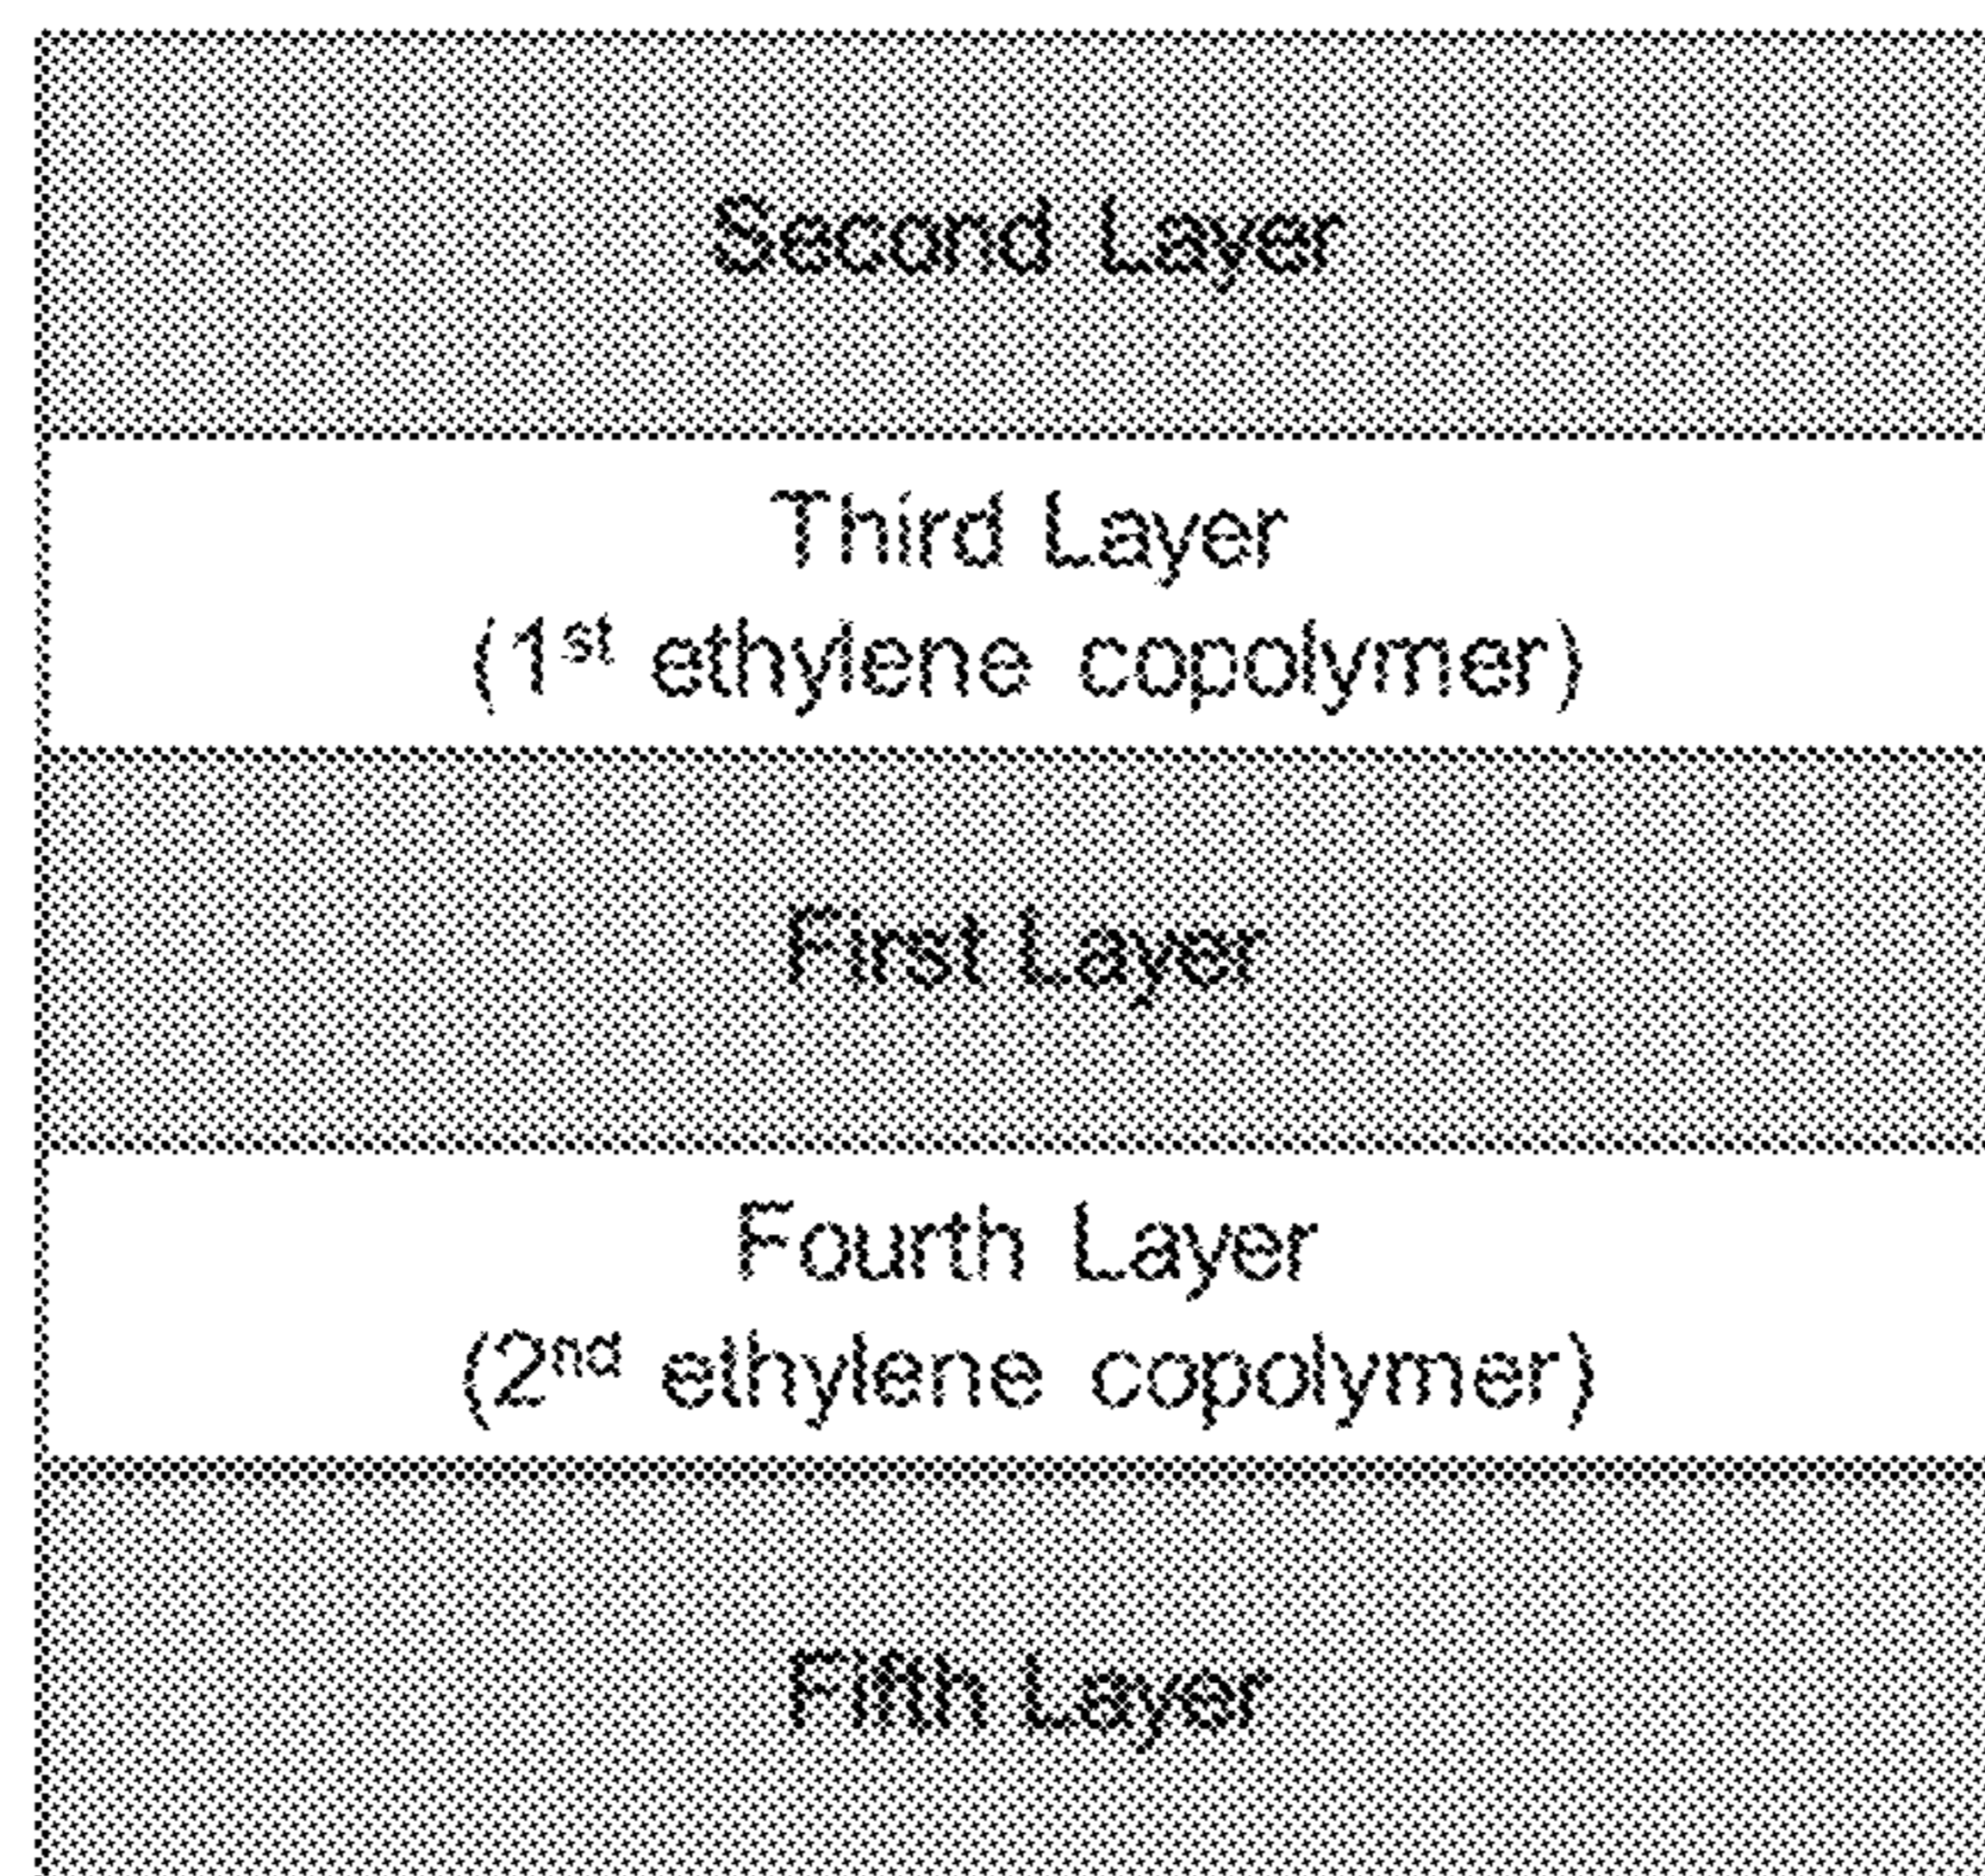 Second Layer
Third Layer
(1st ethylene copolymer)
First Layer
Fourth Layer
(2nd ethylene copolymer)
Fifth Layer